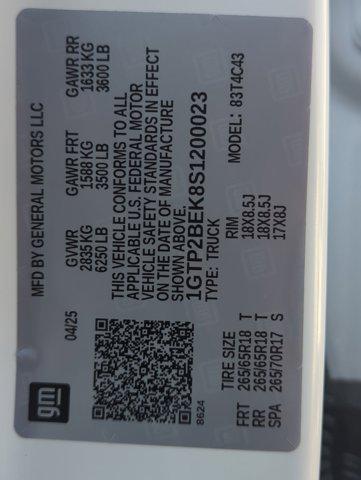 gm
MFD BY GENERAL MOTORS LLC
04/25
GVWR GAWR FRT GAWR RR
2835 KG 1588 KG 1633 KG
6250 LB 3500 LB 3600 LB
THIS VEHICLE CONFORMS TO ALL
APPLICABLE U.S. FEDERAL MOTOR
VEHICLE SAFETY STANDARDS IN EFFECT
ON THE DATE OF MANUFACTURE
SHOWN ABOVE.
1GTP2BEK8S1200023
TYPE: TRUCK MODEL: 83T4C43
8624
TIRE SIZE RIM
FRT 265/65R18 T 18X8.5J
RR 265/65R18 T 18X8.5J
SPA 265/70R17 S 17X8J